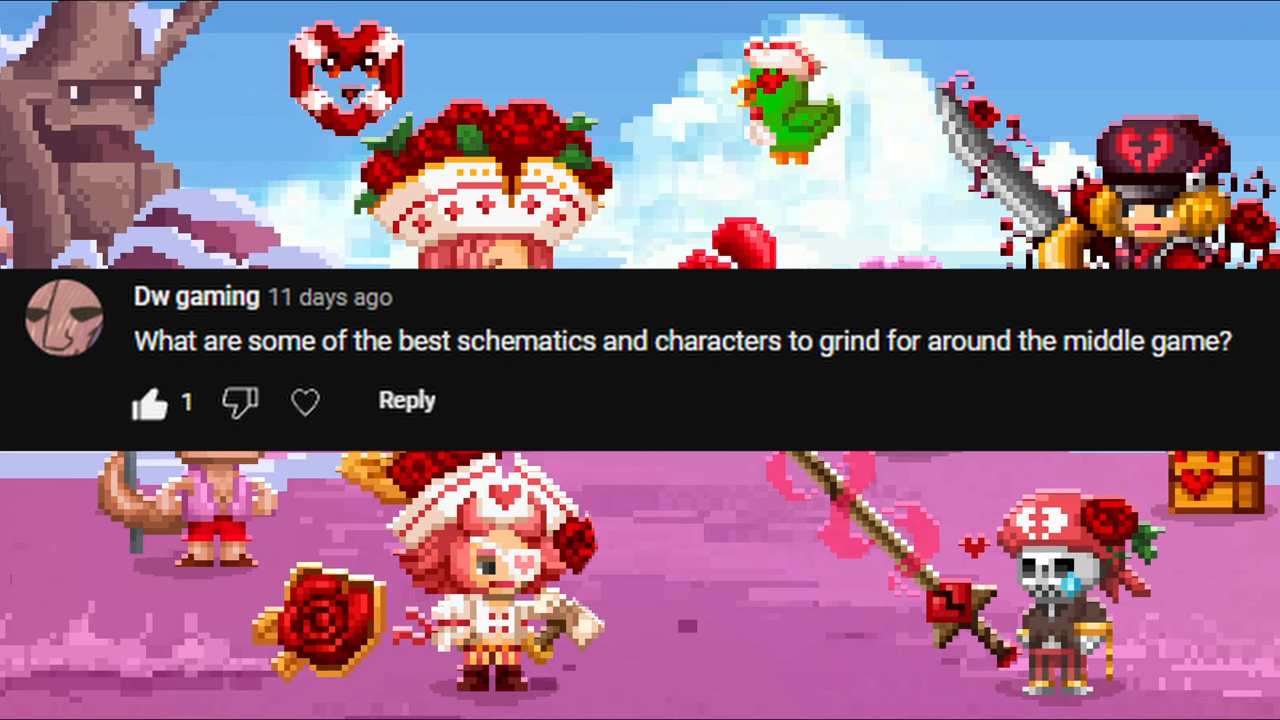 Dw gaming 11 days ago
What are some of the best schematics and characters to grind for around the middle game?
1 Reply